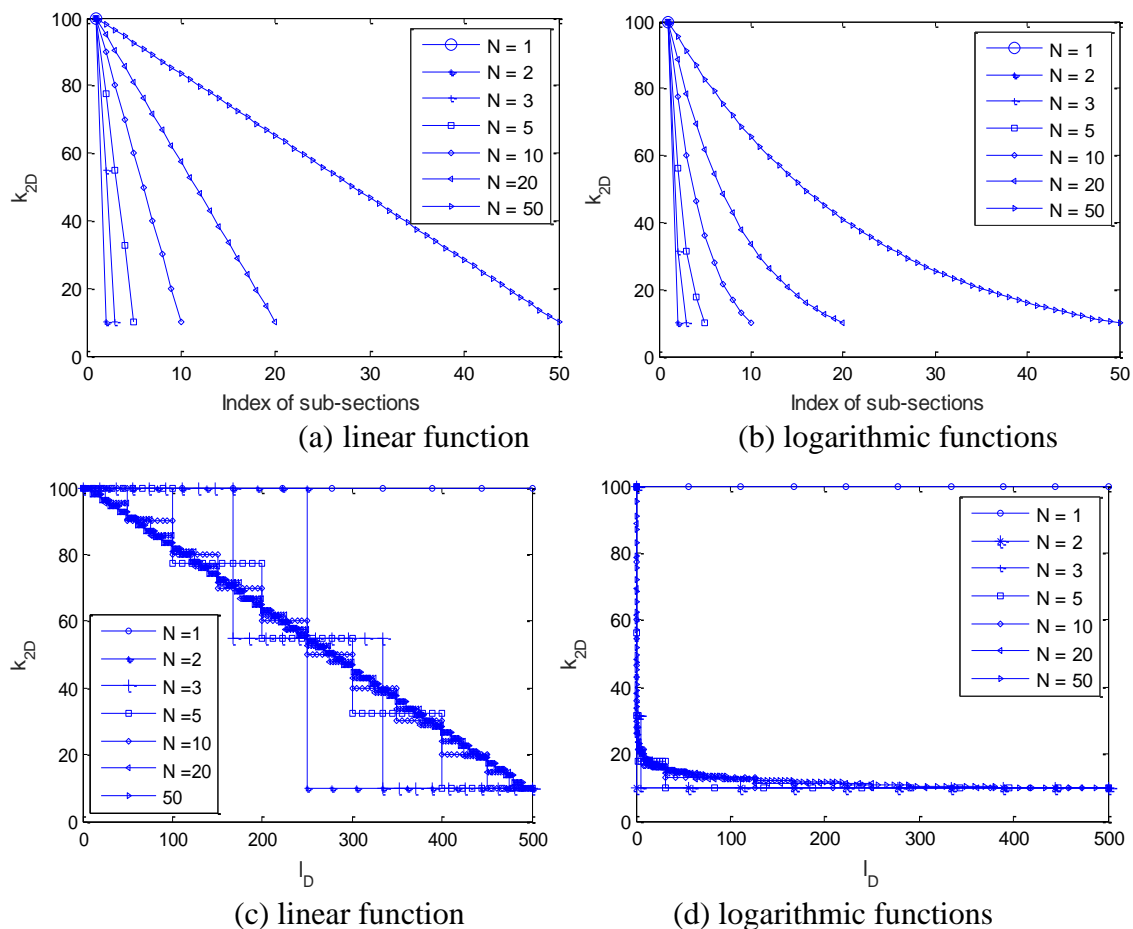 100
80
60
40
20
0
k2D
0 10 20 30 40 50
Index of sub-sections
N = 1
N = 2
N = 3
N = 5
N = 10
N =20
N = 50
(a) linear function
100
80
60
40
20
0
k2D
0 10 20 30 40 50
Index of sub-sections
N = 1
N = 2
N = 3
N = 5
N = 10
N = 20
N = 50
(b) logarithmic functions
100
80
60
40
20
0
k2D
0 100 200 300 400 500
lD
N =1
N =2
N =3
N =5
N =10
N =20
50
(c) linear function
100
80
60
40
20
0
k2D
0 100 200 300 400 500
lD
N = 1
N = 2
N = 3
N = 5
N = 10
N = 20
N = 50
(d) logarithmic functions